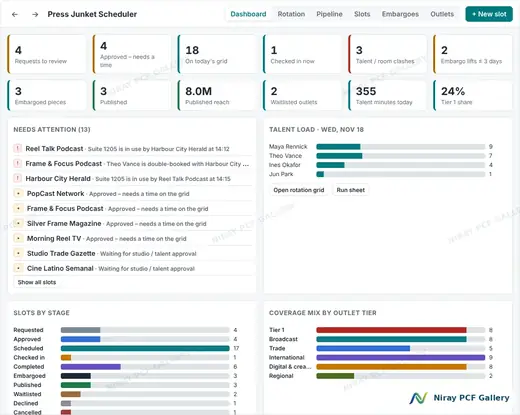 ← → Press Junket Scheduler Dashboard Rotation Pipeline Slots Embargoes Outlets + New slot
4
Requests to review
4
Approved – needs a
time
18
On today's grid
1
Checked in now
3
Talent / room clashes
2
Embargo lifts ≤ 3 days
3
Embargoed pieces
3
Published
8.0M
Published reach
2
Waitlisted outlets
355
Talent minutes today
24%
Tier 1 share
NEEDS ATTENTION (13)
! Reel Talk Podcast · Suite 1205 is in use by Harbour City Herald at 14:12
! Frame & Focus Podcast · Theo Vance is double-booked with Harbour City ...
! Harbour City Herald · Suite 1205 is in use by Reel Talk Podcast at 14:15
PopCast Network · Approved – needs a time on the grid
Frame & Focus Podcast · Approved – needs a time on the grid
Silver Frame Magazine · Approved – needs a time on the grid
Morning Reel TV · Approved – needs a time on the grid
Studio Trade Gazette · Waiting for studio / talent approval
Cine Latino Semanal · Waiting for studio / talent approval
Show all slots
TALENT LOAD · WED, NOV 18
Maya Rennick 9
Theo Vance 7
Ines Okafor 4
Jun Park 1
Open rotation grid Run sheet
SLOTS BY STAGE
Requested 4
Approved 4
Scheduled 17
Checked in 1
Completed 6
Embargoed 3
Published 3
Waitlisted 2
Declined 1
Cancelled 1
COVERAGE MIX BY OUTLET TIER
Tier 1 8
Broadcast 8
Trade 5
International 9
Digital & crea... 8
Regional 2
Niray PCF Gallery